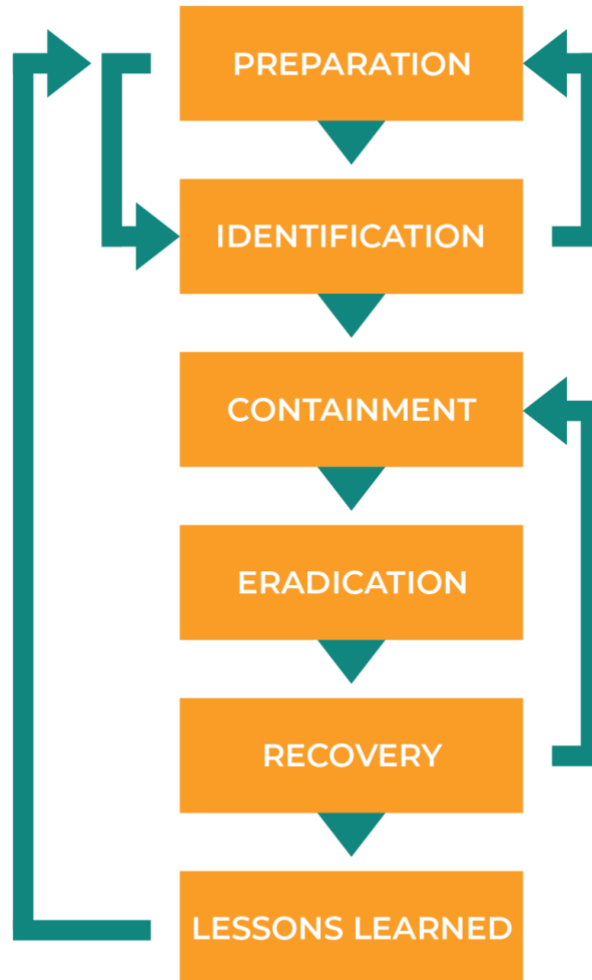 PREPARATION
IDENTIFICATION
CONTAINMENT
ERADICATION
RECOVERY
LESSONS LEARNED